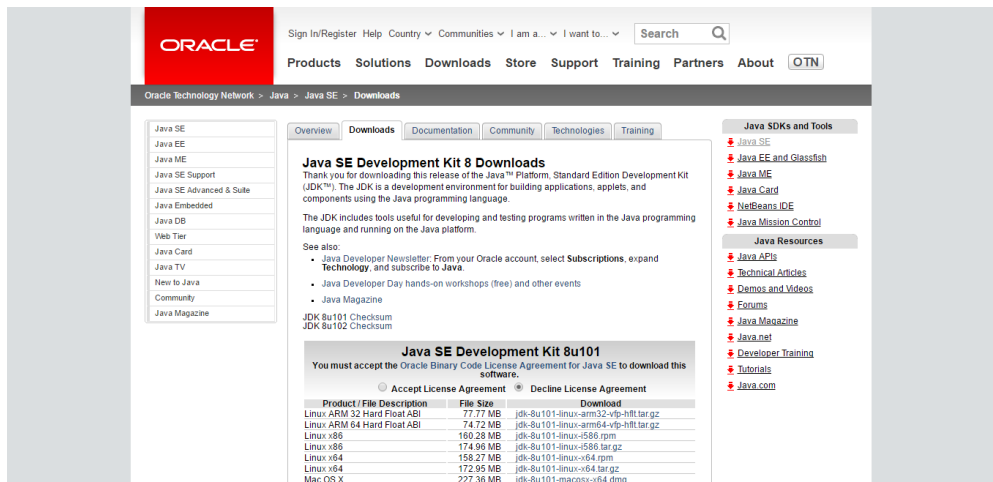 ORACLE
Sign In/Register Help Country Communities I am a... I want to... Search
Products Solutions Downloads Store Support Training Partners About OTN
Oracle Technology Network > Java > Java SE > Downloads
Java SE
Java EE
Java ME
Java SE Support
Java SE Advanced & Suite
Java Embedded
Java DB
Web Tier
Java Card
Java TV
New to Java
Community
Java Magazine
Overview Downloads Documentation Community Technologies Training
Java SE Development Kit 8 Downloads
Thank you for downloading this release of the Java™ Platform, Standard Edition Development Kit
(JDK™). The JDK is a development environment for building applications, applets, and
components using the Java programming language.
The JDK includes tools useful for developing and testing programs written in the Java programming
language and running on the Java platform.
See also:
Java Developer Newsletter: From your Oracle account, select Subscriptions, expand
Technology, and subscribe to Java.
Java Developer Day hands-on workshops (free) and other events
Java Magazine
JDK 8u101 Checksum
JDK 8u102 Checksum
Java SE Development Kit 8u101
You must accept the Oracle Binary Code License Agreement for Java SE to download this
software.
Accept License Agreement Decline License Agreement
Product / File Description File Size Download
Linux ARM 32 Hard Float ABI 77.77 MB jdk-8u101-linux-arm32-vfp-hflt.tar.gz
Linux ARM 64 Hard Float ABI 74.72 MB jdk-8u101-linux-arm64-vfp-hflt.tar.gz
Linux x86 160.28 MB jdk-8u101-linux-i586.rpm
Linux x86 174.96 MB jdk-8u101-linux-i586.tar.gz
Linux x64 158.27 MB jdk-8u101-linux-x64.rpm
Linux x64 172.95 MB jdk-8u101-linux-x64.tar.gz
Mac OS X 227.36 MB jdk-8u101-macosx-x64.dmg
Java SDKs and Tools
Java SE
Java EE and Glassfish
Java ME
Java Card
NetBeans IDE
Java Mission Control
Java Resources
Java APIs
Technical Articles
Demos and Videos
Forums
Java Magazine
Java.net
Developer Training
Tutorials
Java.com